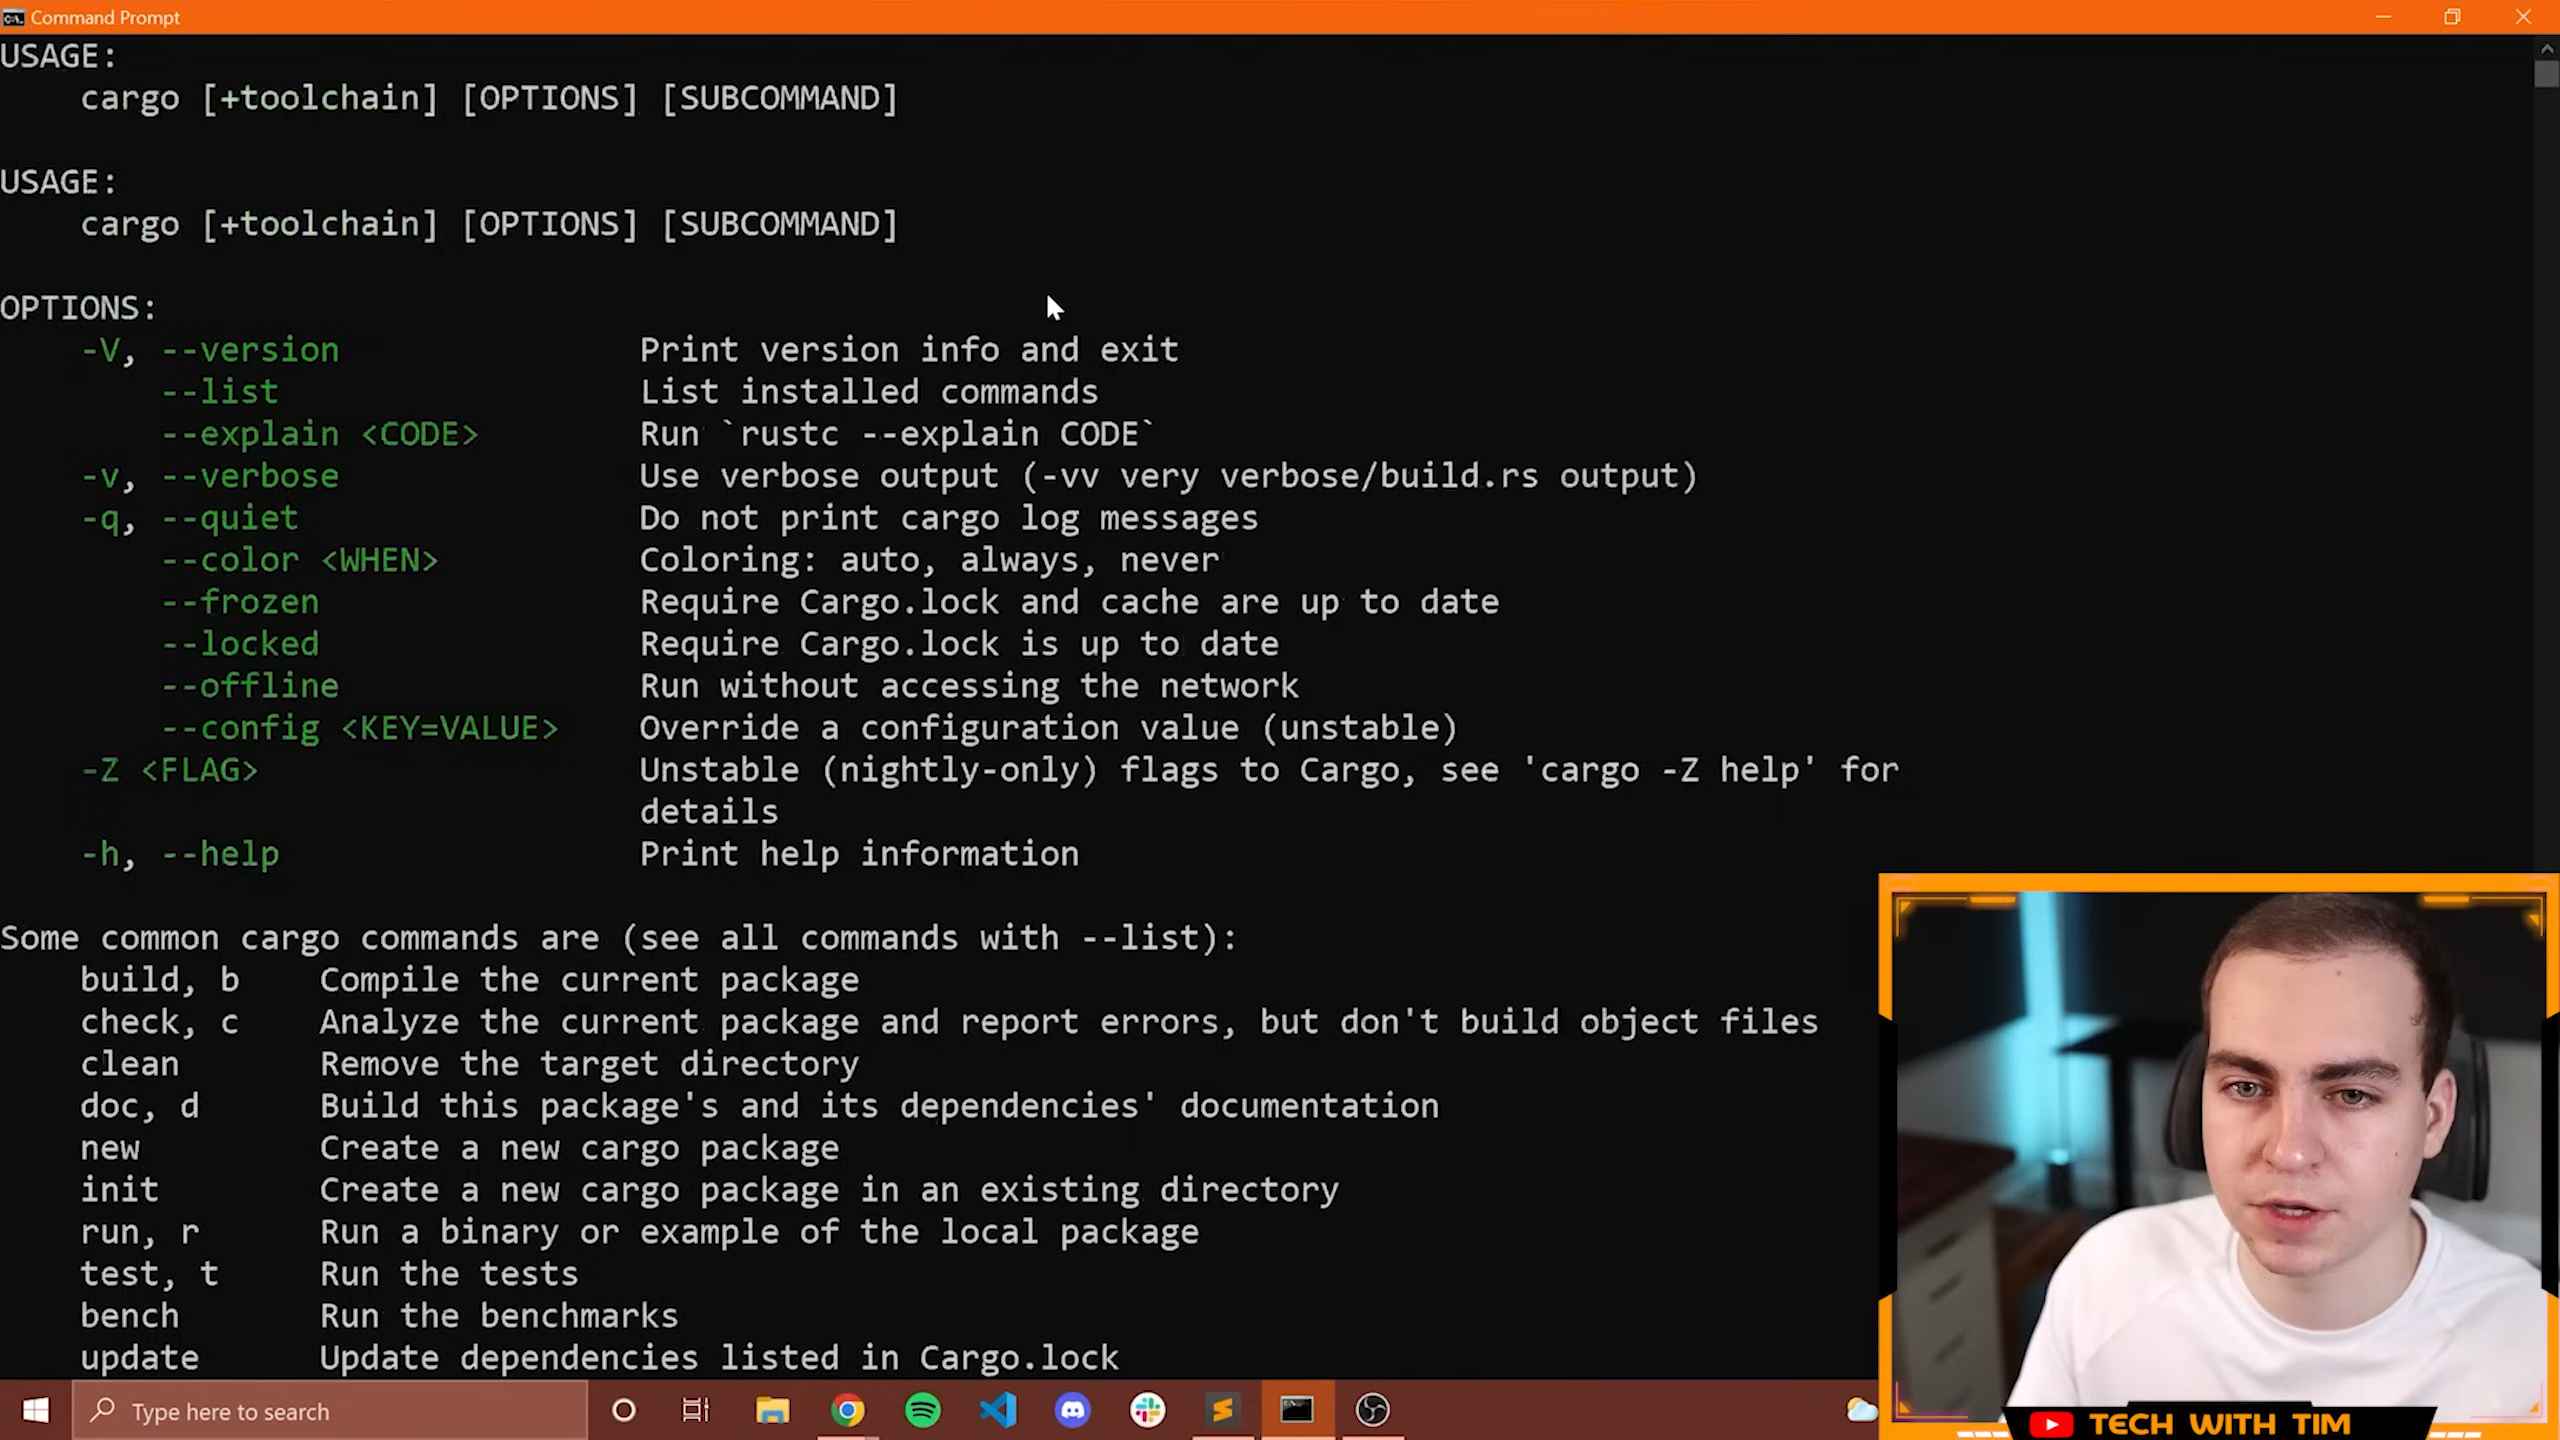 Command Prompt
USAGE:
cargo [+toolchain] [OPTIONS] [SUBCOMMAND]
USAGE:
cargo [+toolchain] [OPTIONS] [SUBCOMMAND]
OPTIONS:
-V, --version Print version info and exit
--list List installed commands
--explain <CODE> Run `rustc --explain CODE`
-v, --verbose Use verbose output (-vv very verbose/build.rs output)
-q, --quiet Do not print cargo log messages
--color <WHEN> Coloring: auto, always, never
--frozen Require Cargo.lock and cache are up to date
--locked Require Cargo.lock is up to date
--offline Run without accessing the network
--config <KEY=VALUE> Override a configuration value (unstable)
-Z <FLAG> Unstable (nightly-only) flags to Cargo, see 'cargo -Z help' for
details
-h, --help Print help information
Some common cargo commands are (see all commands with --list):
build, b Compile the current package
check, c Analyze the current package and report errors, but don't build object files
clean Remove the target directory
doc, d Build this package's and its dependencies' documentation
new Create a new cargo package
init Create a new cargo package in an existing directory
run, r Run a binary or example of the local package
test, t Run the tests
bench Run the benchmarks
update Update dependencies listed in Cargo.lock
Type here to search
TECH WITH TIM